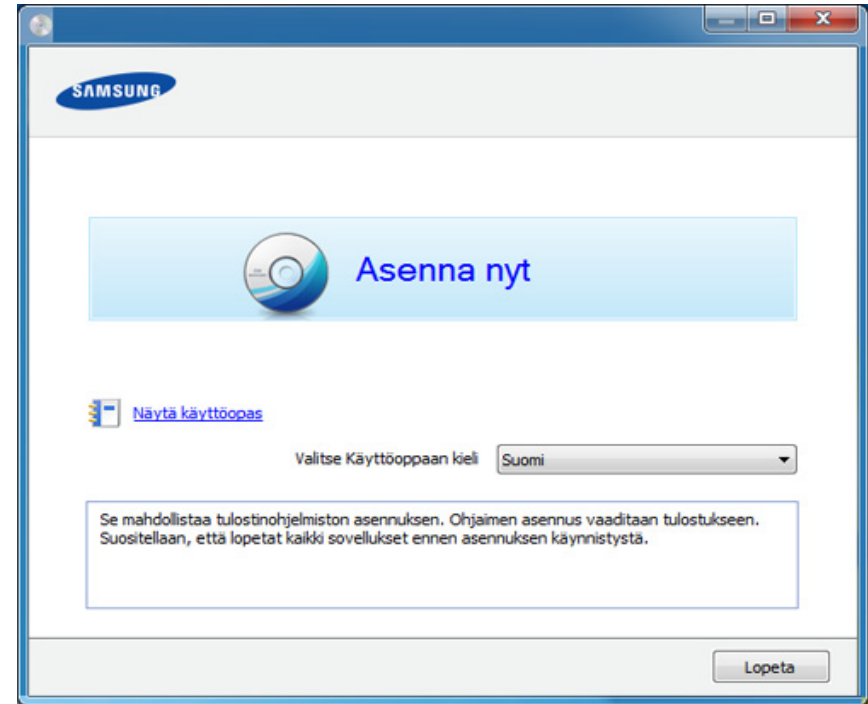 SAMSUNG
Asenna nyt
Näytä käyttöopas
Valitse Käyttöoppaan kieli
Suomi
Se mahdollistaa tulostinohjelmiston asennuksen. Ohjaimen asennus vaaditaan tulostukseen.
Suositellaan, että lopetat kaikki sovellukset ennen asennuksen käynnistystä.
Lopeta